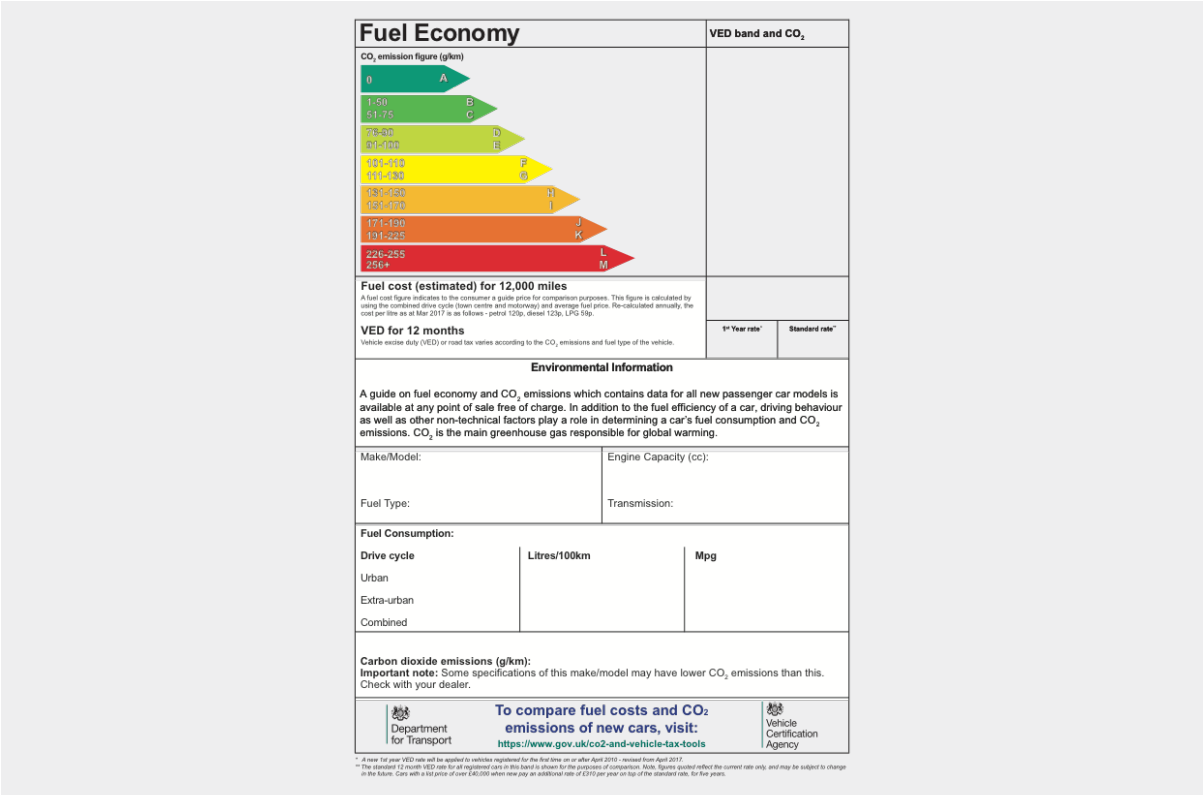 Fuel Economy
VED band and CO₂
CO₂ emission figure (g/km)
0 A
1-50 B
51-75 C
76-90 D
91-100 E
101-110 F
111-130 G
131-150 H
151-170 I
171-190 J
191-225 K
226-255 L
256+ M
Fuel cost (estimated) for 12,000 miles
A fuel cost figure indicates to the consumer a guide price for comparison purposes. This figure is calculated by
using the combined drive cycle (town centre and motorway) and average fuel price. Re-calculated annually, the
cost per litre as at Mar 2017 is as follows - petrol 120p, diesel 123p, LPG 59p.
VED for 12 months
Vehicle excise duty (VED) or road tax varies according to the CO₂ emissions and fuel type of the vehicle.
1st Year rate*
Standard rate**
Environmental Information
A guide on fuel economy and CO₂ emissions which contains data for all new passenger car models is
available at any point of sale free of charge. In addition to the fuel efficiency of a car, driving behaviour
as well as other non-technical factors play a role in determining a car's fuel consumption and CO₂
emissions. CO₂ is the main greenhouse gas responsible for global warming.
Make/Model:
Engine Capacity (cc):
Fuel Type:
Transmission:
Fuel Consumption:
Drive cycle
Litres/100km
Mpg
Urban
Extra-urban
Combined
Carbon dioxide emissions (g/km):
Important note: Some specifications of this make/model may have lower CO₂ emissions than this.
Check with your dealer.
Department
for Transport
To compare fuel costs and CO₂
emissions of new cars, visit:
https://www.gov.uk/co2-and-vehicle-tax-tools
Vehicle
Certification
Agency
* A new 1st year VED rate will be applied to vehicles registered for the first time on or after April 2010 - revised from April 2017.
** The standard 12 month VED rate for all registered cars in this band is shown for the purposes of comparison. Note, figures quoted reflect the current rate only, and may be subject to change
in the future. Cars with a list price of over £40,000 when new pay an additional rate of £310 per year on top of the standard rate, for five years.